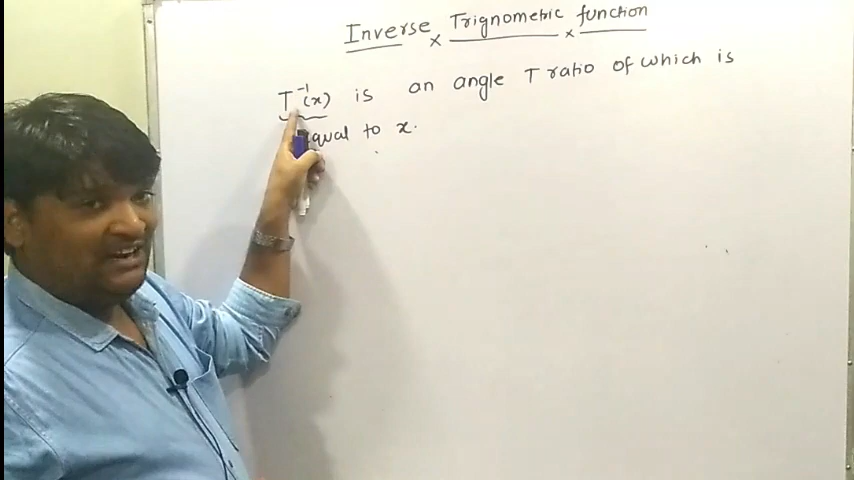 Inverse × Trignometric × function
T⁻¹(x) is an angle T ratio of which is
equal to x.